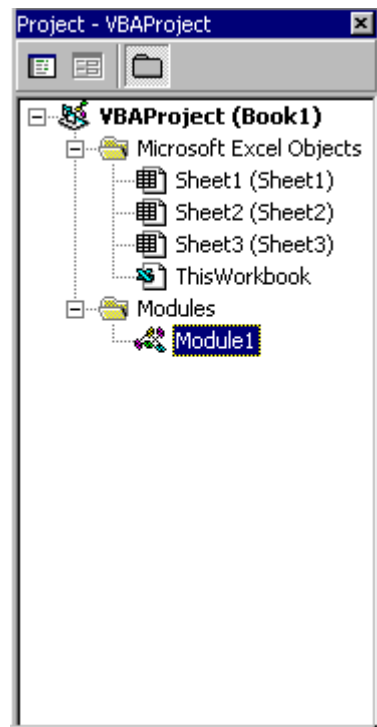 Project - VBAProject
VBAProject (Book1)
Microsoft Excel Objects
Sheet1 (Sheet1)
Sheet2 (Sheet2)
Sheet3 (Sheet3)
ThisWorkbook
Modules
Module1